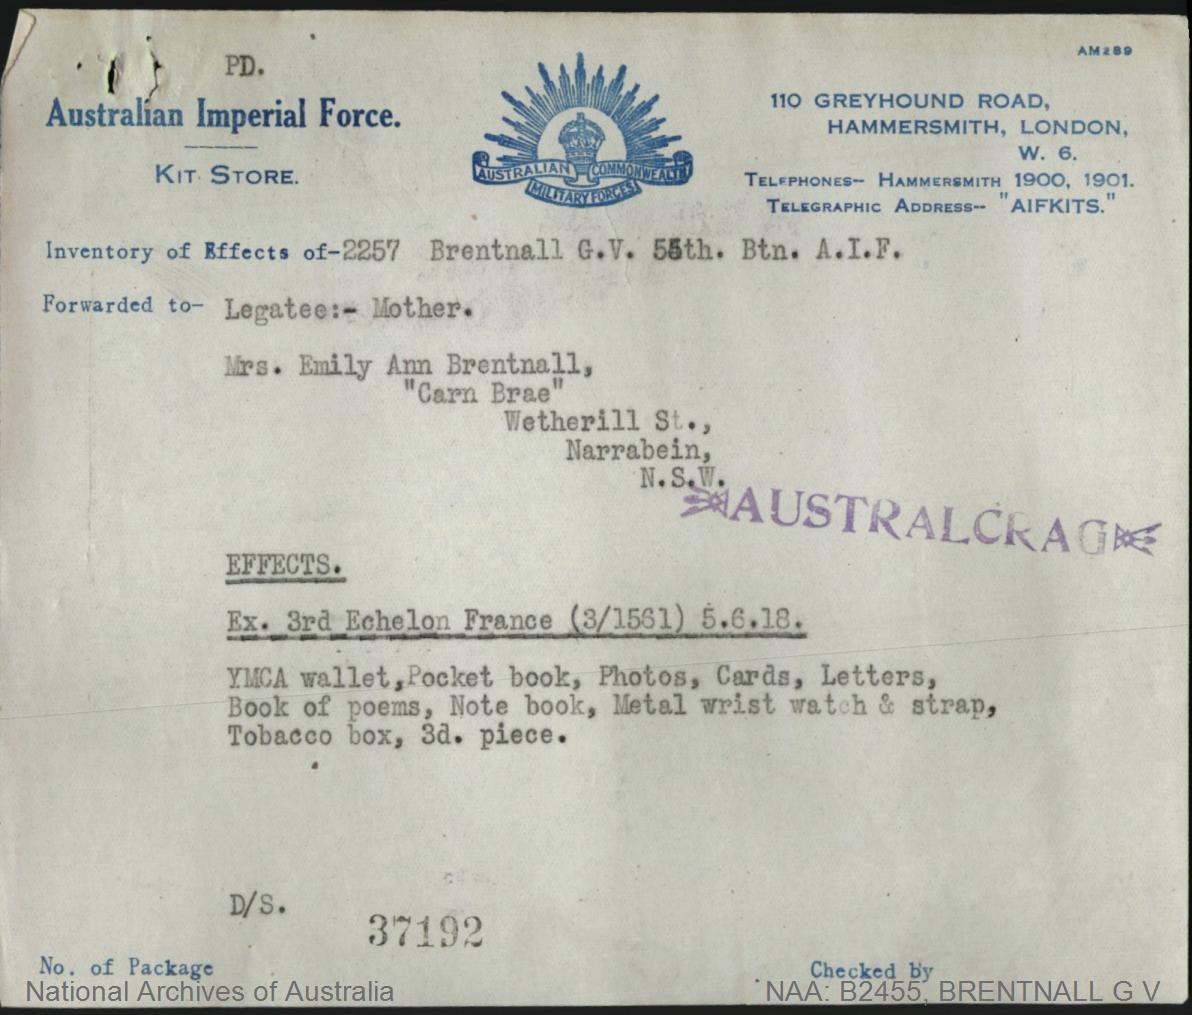 PD.
AM289
Australian Imperial Force.
KIT STORE.
AUSTRALIAN COMMONWEALTH
MILITARY FORCES
110 GREYHOUND ROAD,
HAMMERSMITH, LONDON,
W. 6.
TELEPHONES-- HAMMERSMITH 1900, 1901.
TELEGRAPHIC ADDRESS-- "AIFKITS."
Inventory of Effects of-2257 Brentnall G.V. 55th. Btn. A.I.F.
Forwarded to- Legatee:- Mother.
Mrs. Emily Ann Brentnall,
"Carn Brae"
Wetherill St.,
Narrabein,
N.S.W.
AUSTRALCRAG
EFFECTS.
Ex. 3rd Echelon France (3/1561) 5.6.18.
YMCA wallet,Pocket book, Photos, Cards, Letters,
Book of poems, Note book, Metal wrist watch & strap,
Tobacco box, 3d. piece.
D/S.
37192
No. of Package
Checked by
National Archives of Australia
NAA: B2455, BRENTNALL G V